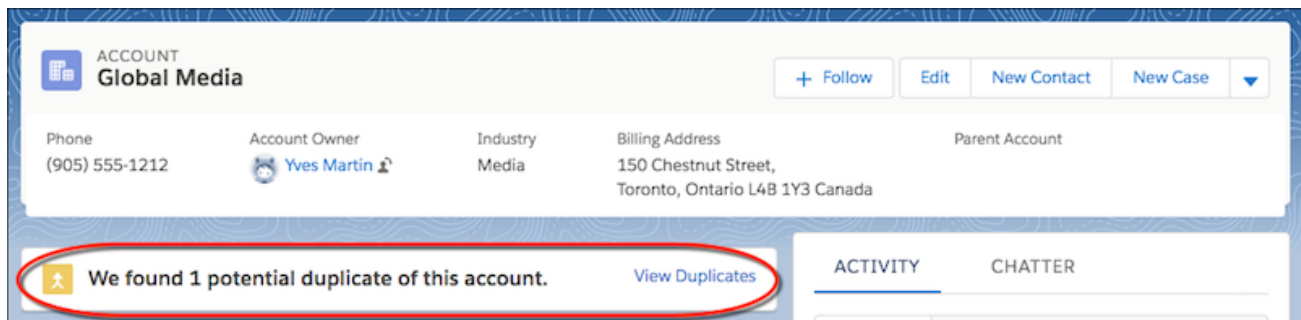 ACCOUNT
Global Media
+ Follow
Edit
New Contact
New Case
Phone
Account Owner
Industry
Billing Address
Parent Account
(905) 555-1212
Yves Martin
Media
150 Chestnut Street,
Toronto, Ontario L4B 1Y3 Canada
We found 1 potential duplicate of this account.
View Duplicates
ACTIVITY
CHATTER